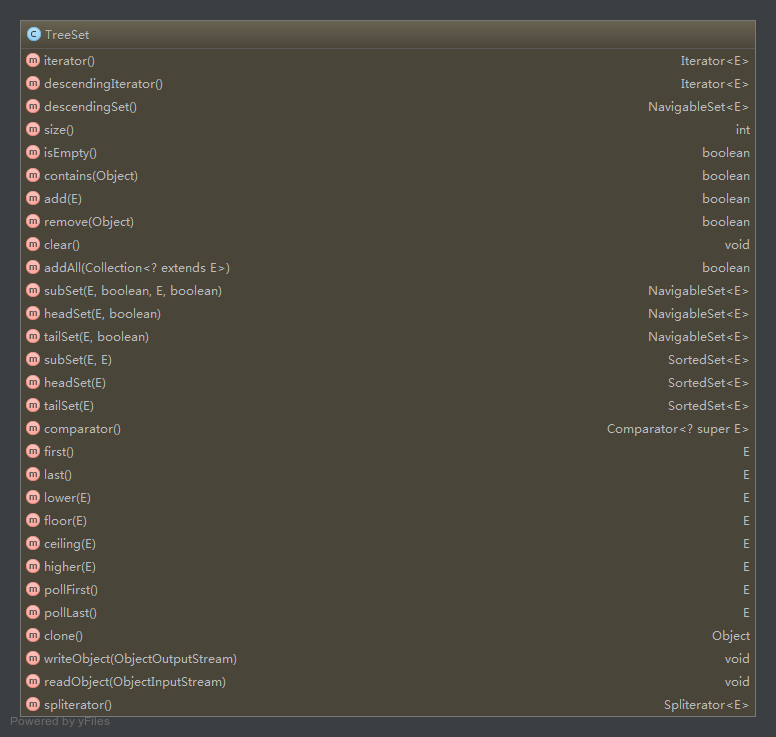 C TreeSet
m iterator() Iterator<E>
m descendingIterator() Iterator<E>
m descendingSet() NavigableSet<E>
m size() int
m isEmpty() boolean
m contains(Object) boolean
m add(E) boolean
m remove(Object) boolean
m clear() void
m addAll(Collection<? extends E>) boolean
m subSet(E, boolean, E, boolean) NavigableSet<E>
m headSet(E, boolean) NavigableSet<E>
m tailSet(E, boolean) NavigableSet<E>
m subSet(E, E) SortedSet<E>
m headSet(E) SortedSet<E>
m tailSet(E) SortedSet<E>
m comparator() Comparator<? super E>
m first() E
m last() E
m lower(E) E
m floor(E) E
m ceiling(E) E
m higher(E) E
m pollFirst() E
m pollLast() E
m clone() Object
m writeObject(ObjectOutputStream) void
m readObject(ObjectInputStream) void
m spliterator() Spliterator<E>
Powered by yFiles